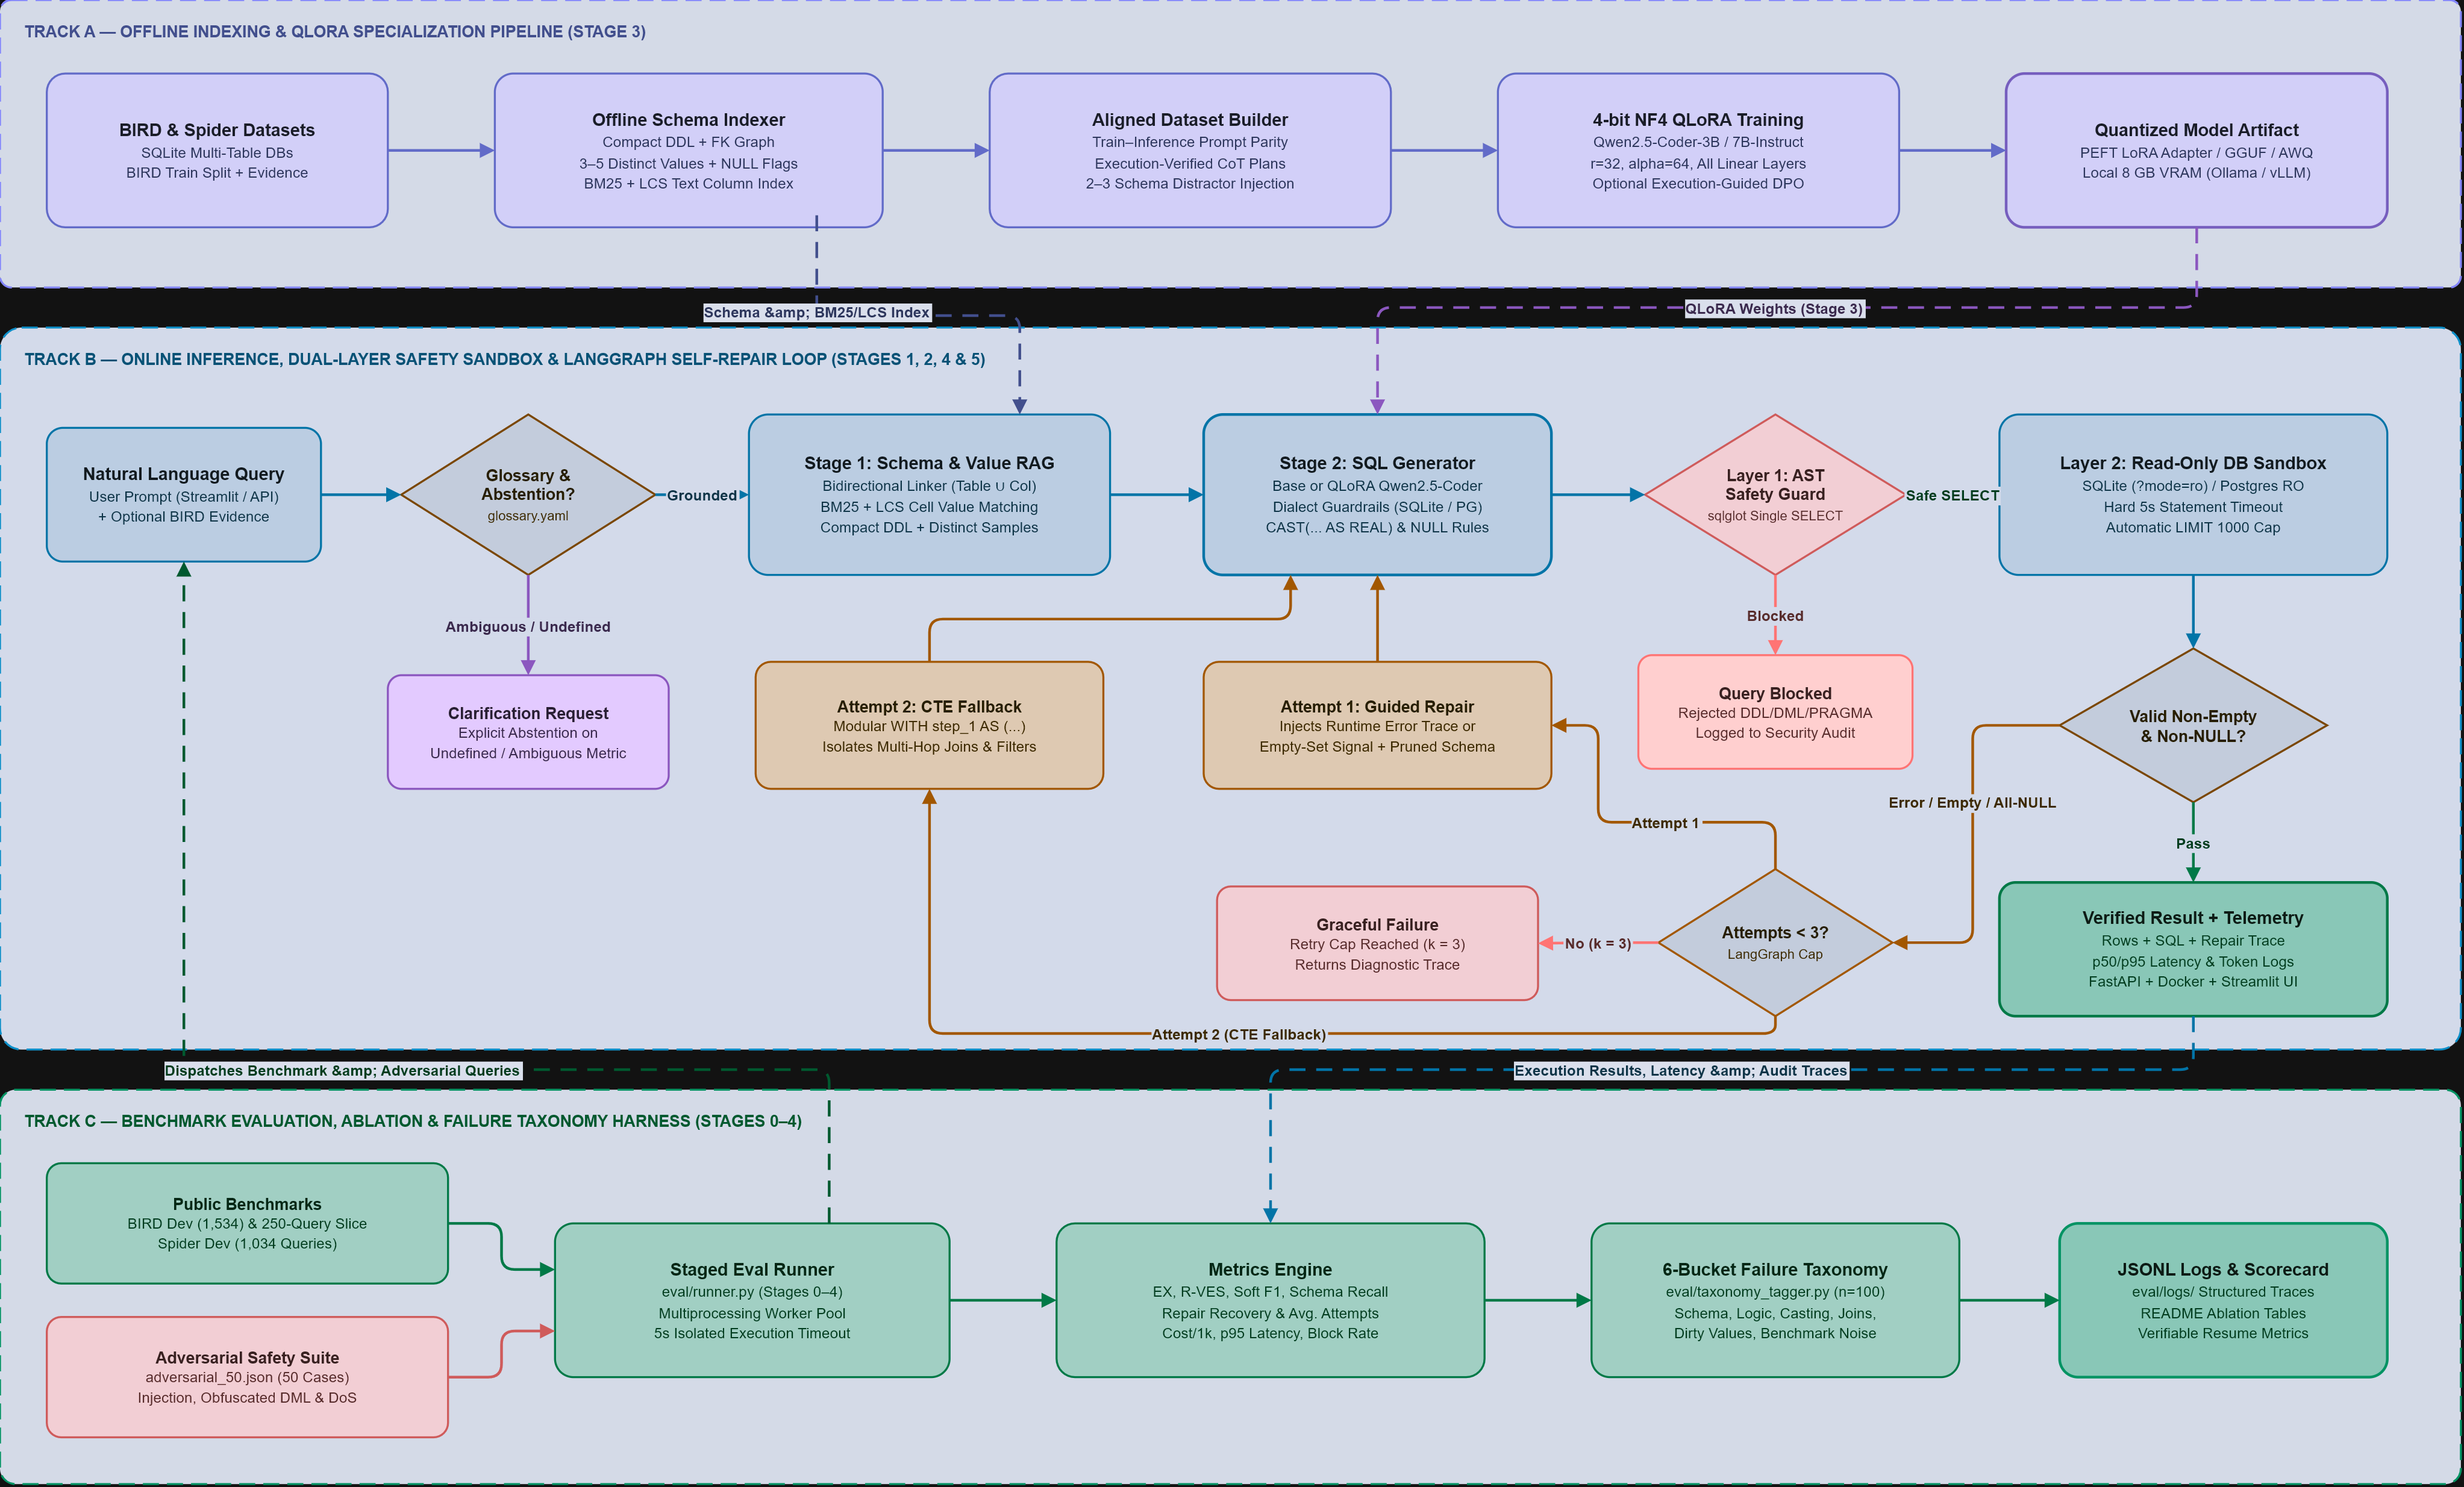 TRACK A — OFFLINE INDEXING & QLORA SPECIALIZATION PIPELINE (STAGE 3)
BIRD & Spider Datasets
SQLite Multi-Table DBs
BIRD Train Split + Evidence
Offline Schema Indexer
Compact DDL + FK Graph
3–5 Distinct Values + NULL Flags
BM25 + LCS Text Column Index
Aligned Dataset Builder
Train–Inference Prompt Parity
Execution-Verified CoT Plans
2–3 Schema Distractor Injection
4-bit NF4 QLoRA Training
Qwen2.5-Coder-3B / 7B-Instruct
r=32, alpha=64, All Linear Layers
Optional Execution-Guided DPO
Quantized Model Artifact
PEFT LoRA Adapter / GGUF / AWQ
Local 8 GB VRAM (Ollama / vLLM)
Schema &amp; BM25/LCS Index
QLoRA Weights (Stage 3)
TRACK B — ONLINE INFERENCE, DUAL-LAYER SAFETY SANDBOX & LANGGRAPH SELF-REPAIR LOOP (STAGES 1, 2, 4 & 5)
Natural Language Query
User Prompt (Streamlit / API)
+ Optional BIRD Evidence
Glossary &
Abstention?
glossary.yaml
Grounded
Stage 1: Schema & Value RAG
Bidirectional Linker (Table ∪ Col)
BM25 + LCS Cell Value Matching
Compact DDL + Distinct Samples
Stage 2: SQL Generator
Base or QLoRA Qwen2.5-Coder
Dialect Guardrails (SQLite / PG)
CAST(... AS REAL) & NULL Rules
Layer 1: AST
Safety Guard
sqlglot Single SELECT
Safe SELECT
Layer 2: Read-Only DB Sandbox
SQLite (?mode=ro) / Postgres RO
Hard 5s Statement Timeout
Automatic LIMIT 1000 Cap
Ambiguous / Undefined
Blocked
Clarification Request
Explicit Abstention on
Undefined / Ambiguous Metric
Attempt 2: CTE Fallback
Modular WITH step_1 AS (...)
Isolates Multi-Hop Joins & Filters
Attempt 1: Guided Repair
Injects Runtime Error Trace or
Empty-Set Signal + Pruned Schema
Query Blocked
Rejected DDL/DML/PRAGMA
Logged to Security Audit
Valid Non-Empty
& Non-NULL?
Error / Empty / All-NULL
Attempt 1
Pass
Graceful Failure
Retry Cap Reached (k = 3)
Returns Diagnostic Trace
No (k = 3)
Attempts < 3?
LangGraph Cap
Verified Result + Telemetry
Rows + SQL + Repair Trace
p50/p95 Latency & Token Logs
FastAPI + Docker + Streamlit UI
Attempt 2 (CTE Fallback)
Dispatches Benchmark &amp; Adversarial Queries
Execution Results, Latency &amp; Audit Traces
TRACK C — BENCHMARK EVALUATION, ABLATION & FAILURE TAXONOMY HARNESS (STAGES 0–4)
Public Benchmarks
BIRD Dev (1,534) & 250-Query Slice
Spider Dev (1,034 Queries)
Adversarial Safety Suite
adversarial_50.json (50 Cases)
Injection, Obfuscated DML & DoS
Staged Eval Runner
eval/runner.py (Stages 0–4)
Multiprocessing Worker Pool
5s Isolated Execution Timeout
Metrics Engine
EX, R-VES, Soft F1, Schema Recall
Repair Recovery & Avg. Attempts
Cost/1k, p95 Latency, Block Rate
6-Bucket Failure Taxonomy
eval/taxonomy_tagger.py (n=100)
Schema, Logic, Casting, Joins,
Dirty Values, Benchmark Noise
JSONL Logs & Scorecard
eval/logs/ Structured Traces
README Ablation Tables
Verifiable Resume Metrics